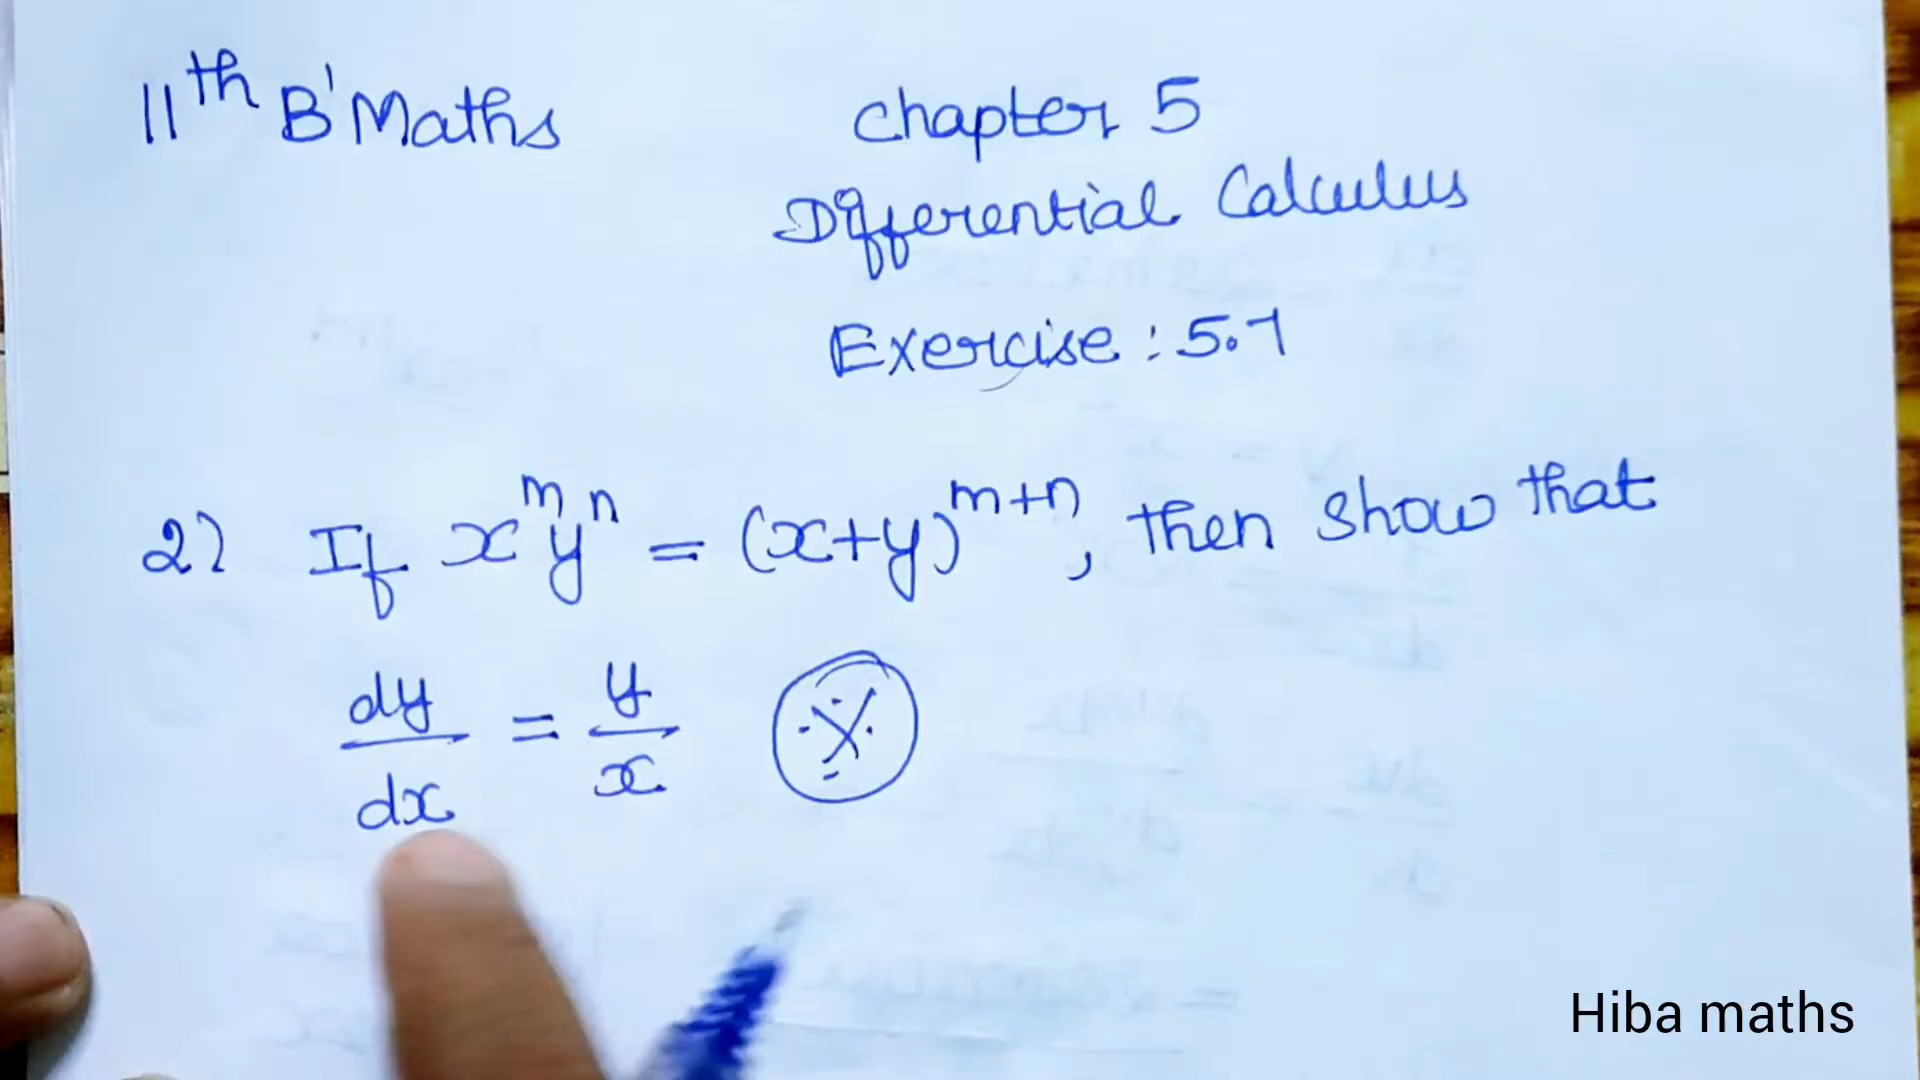 11th B'Maths
Chapter 5
Differential Calculus
Exercise : 5.7
2) If x^m y^n = (x+y)^{m+n}, then show that
dy/dx = y/x
Hiba maths